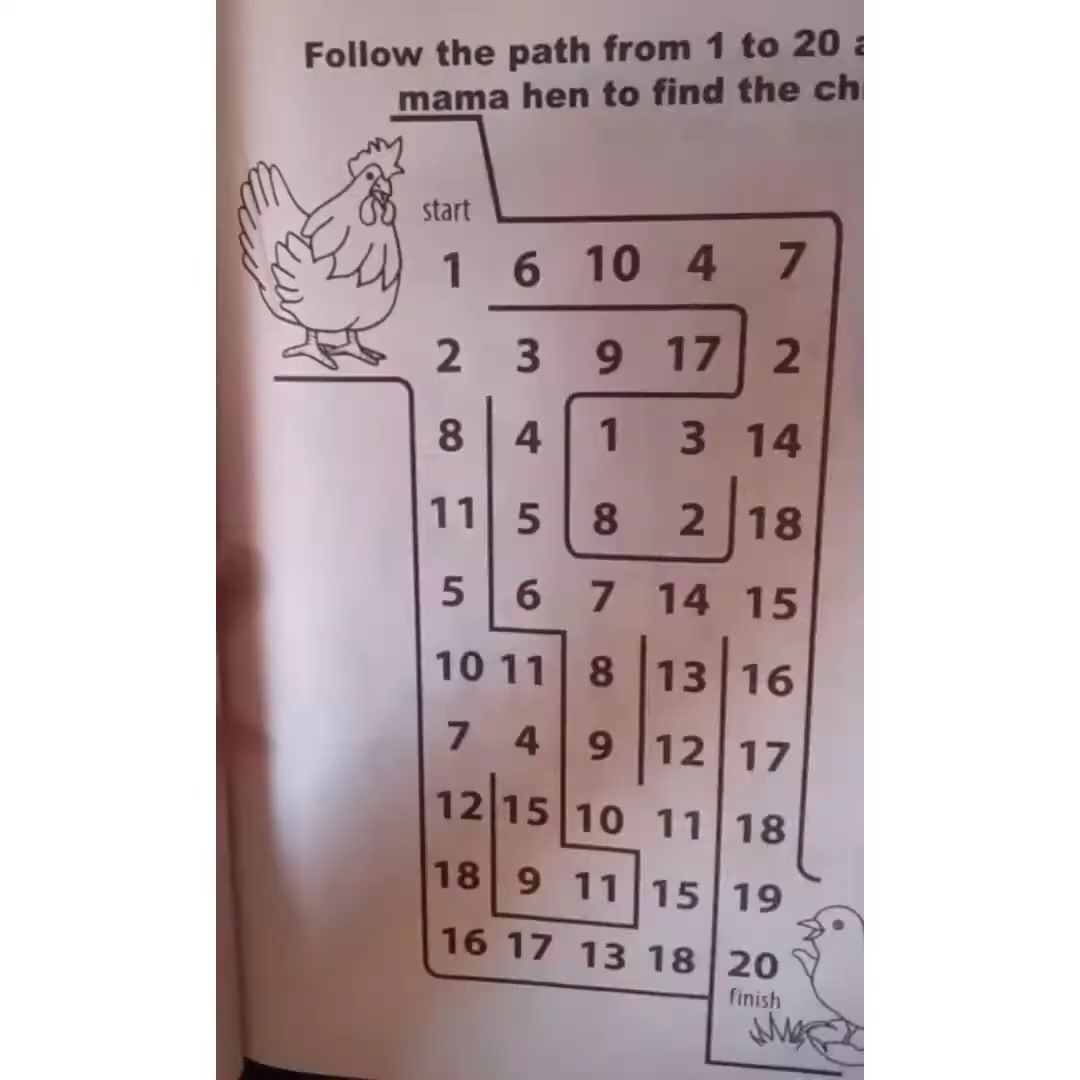 Follow the path from 1 to 20
mama hen to find the
start
1 6 10 4 7
2 3 9 17 2
8 4 1 3 14
11 5 8 2 18
5 6 7 14 15
10 11 8 13 16
7 4 9 12 17
12 15 10 11 18
18 9 11 15 19
16 17 13 18 20
finish